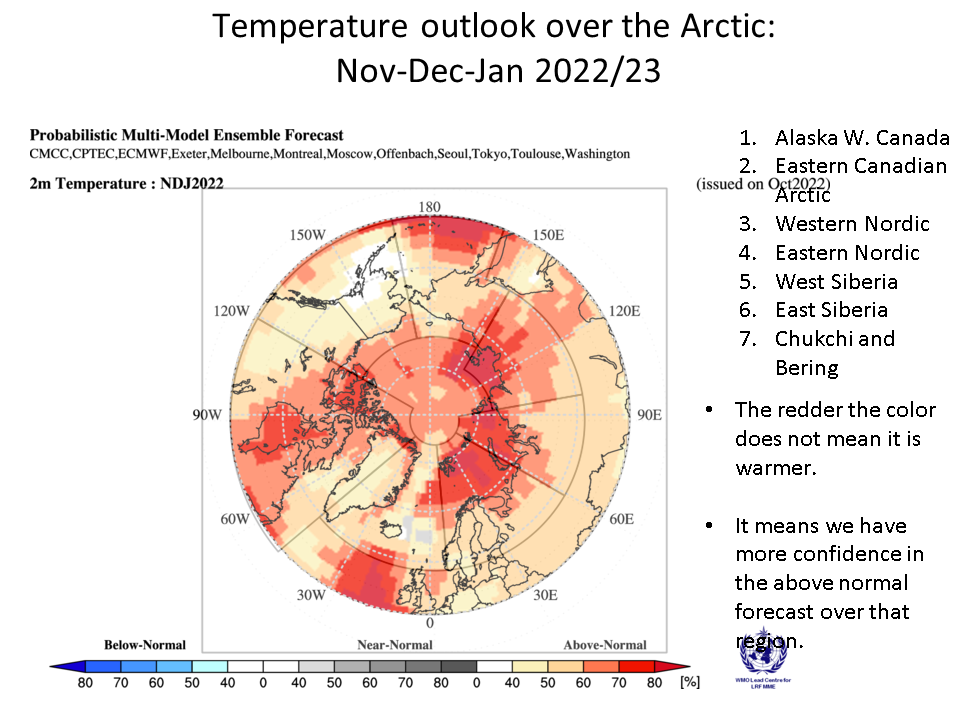 Temperature outlook over the Arctic:
Nov-Dec-Jan 2022/23
Probabilistic Multi-Model Ensemble Forecast
CMCC,CPTEC,ECMWF,Exeter,Melbourne,Montreal,Moscow,Offenbach,Seoul,Tokyo,Toulouse,Washington
2m Temperature : NDJ2022
(issued on Oct2022)
180
150W
150E
120W
120E
90W
90E
60W
60E
30W
30E
0
Below-Normal
Near-Normal
Above-Normal
80 70 60 50 40 0 40 50 60 70 80 0 40 50 60 70 80 [%]
1. Alaska W. Canada
2. Eastern Canadian
Arctic
3. Western Nordic
4. Eastern Nordic
5. West Siberia
6. East Siberia
7. Chukchi and
Bering
• The redder the color
does not mean it is
warmer.
• It means we have
more confidence in
the above normal
forecast over that
region.
WMO Lead Centre for
LRFMME